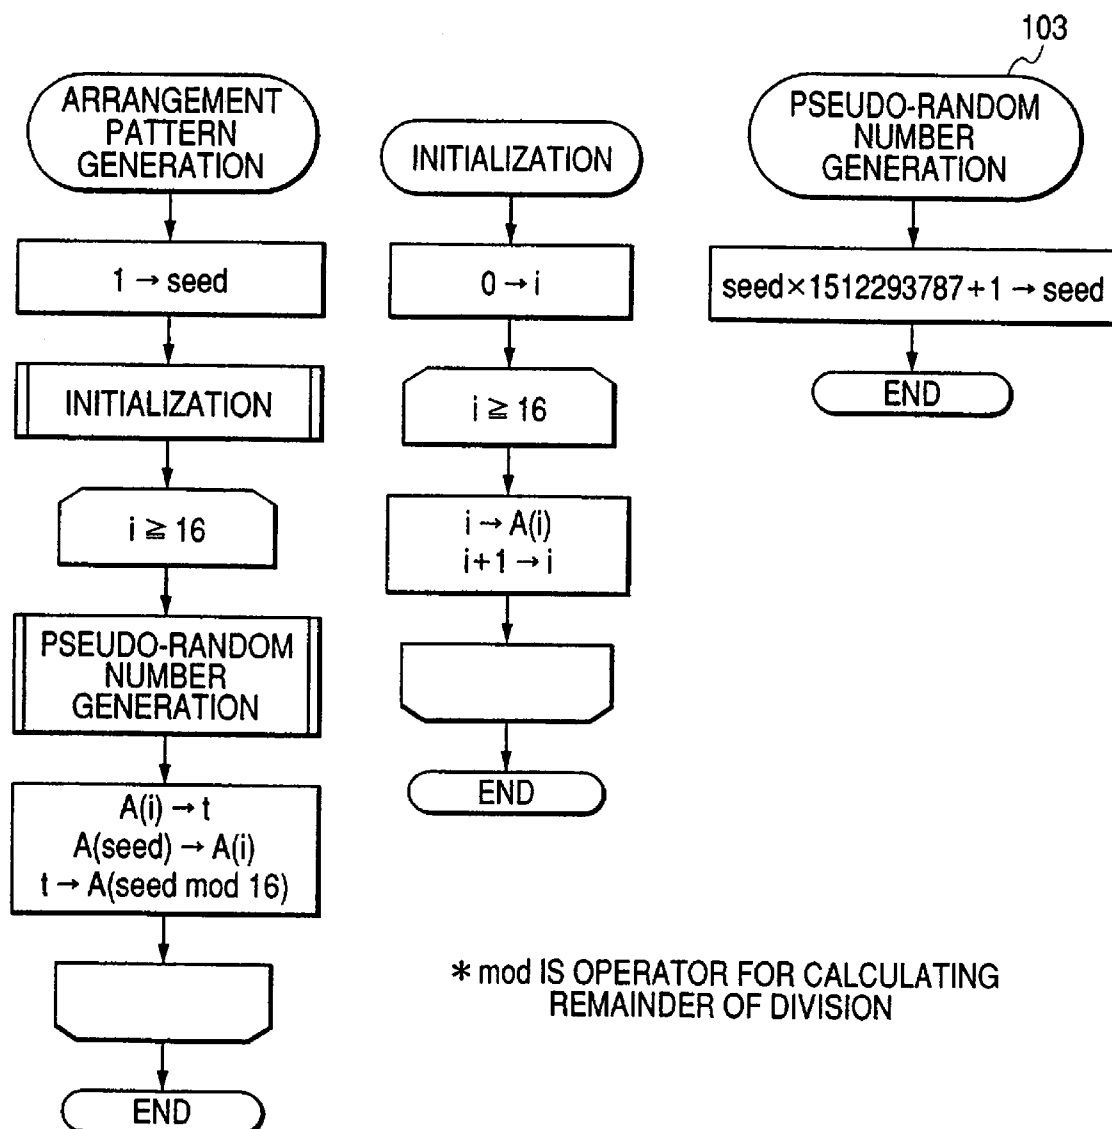 ARRANGEMENT
PATTERN
GENERATION
1 → seed
INITIALIZATION
i ≧ 16
PSEUDO-RANDOM
NUMBER
GENERATION
A(i) → t
A(seed) → A(i)
t → A(seed mod 16)
END
INITIALIZATION
0 → i
i ≧ 16
i → A(i)
i+1 → i
END
103
PSEUDO-RANDOM
NUMBER
GENERATION
seed×1512293787+1 → seed
END
* mod IS OPERATOR FOR CALCULATING
REMAINDER OF DIVISION